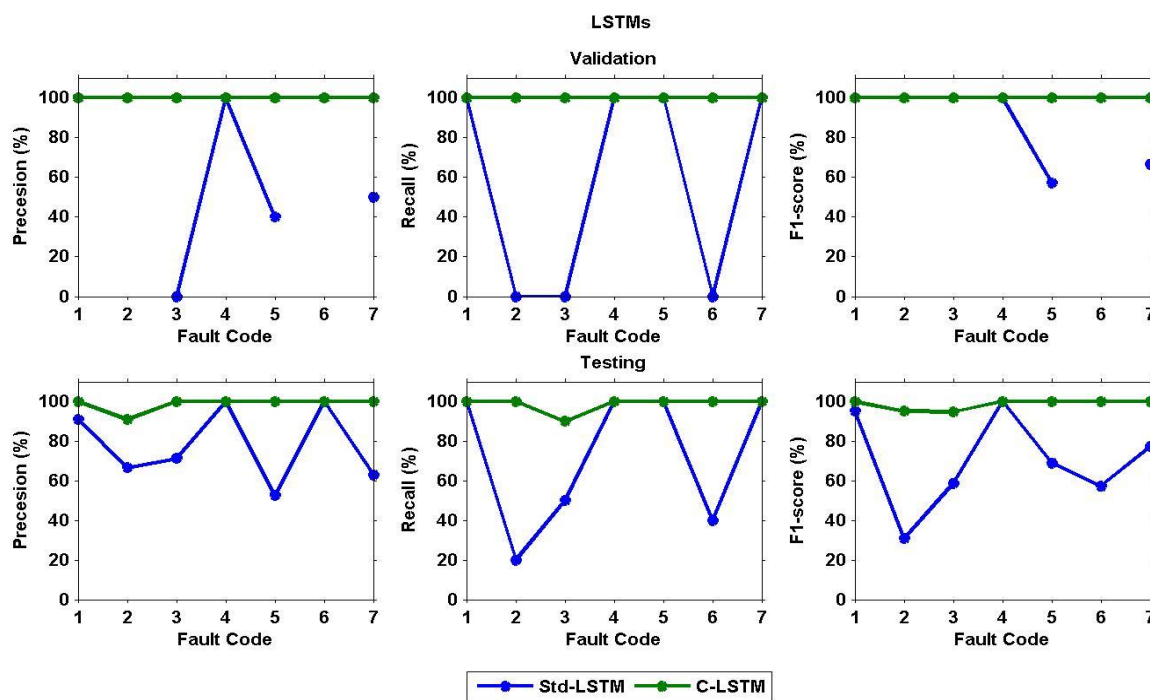 LSTMs
Validation
Precesion (%)
100
80
60
40
20
0
1 2 3 4 5 6 7
Fault Code
Recall (%)
100
80
60
40
20
0
1 2 3 4 5 6 7
Fault Code
F1-score (%)
100
80
60
40
20
0
1 2 3 4 5 6 7
Fault Code
Testing
Precesion (%)
100
80
60
40
20
0
1 2 3 4 5 6 7
Fault Code
Recall (%)
100
80
60
40
20
0
1 2 3 4 5 6 7
Fault Code
F1-score (%)
100
80
60
40
20
0
1 2 3 4 5 6 7
Fault Code
Std-LSTM C-LSTM